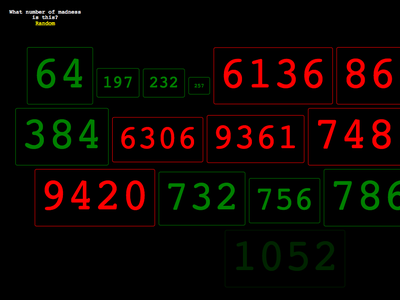 What number of madness
is this?
Random
64 197 232 6136 86
384 6306 9361 748
9420 732 756 786
1052